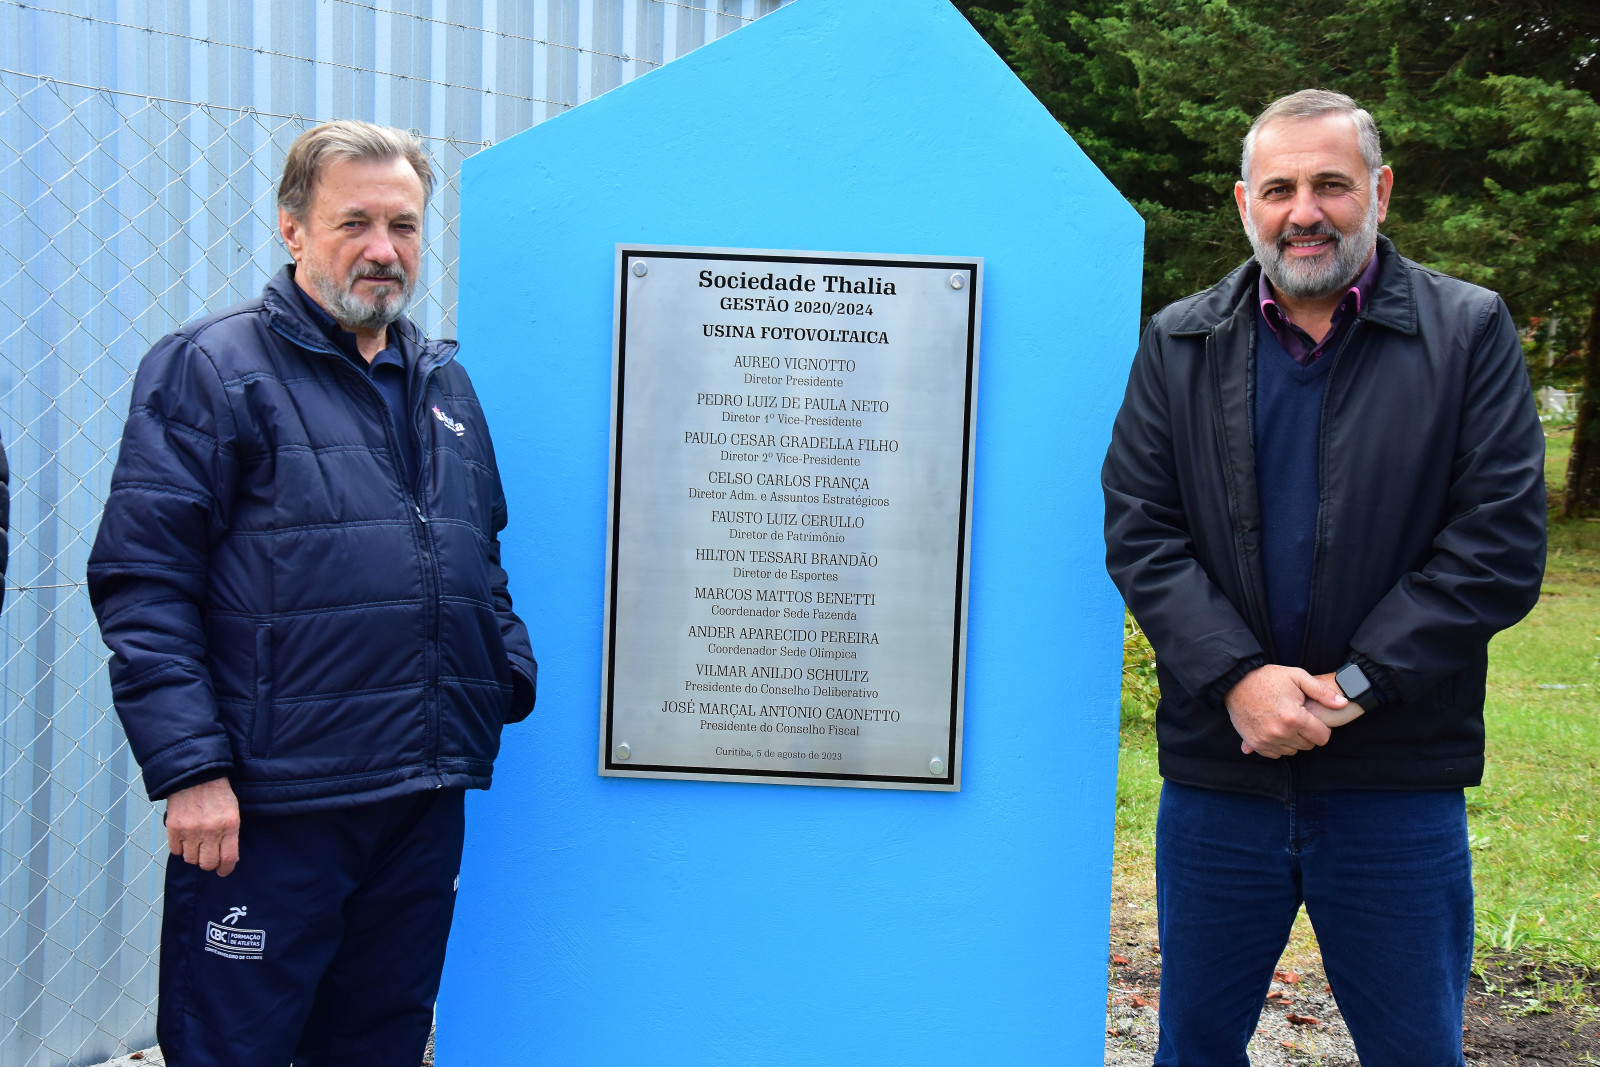 Sociedade Thalia
GESTÃO 2020/2024
USINA FOTOVOLTAICA
AUREO VIGNOTTO
Diretor Presidente
PEDRO LUIZ DE PAULA NETO
Diretor 1º Vice-Presidente
PAULO CESAR GRADELLA FILHO
Diretor 2º Vice-Presidente
CELSO CARLOS FRANÇA
Diretor Adm. e Assuntos Estratégicos
FAUSTO LUIZ CERULLO
Diretor de Patrimônio
HILTON TESSARI BRANDÃO
Diretor de Esportes
MARCOS MATTOS BENETTI
Coordenador Sede Fazenda
ANDER APARECIDO PEREIRA
Coordenador Sede Olímpica
VILMAR ANILDO SCHULTZ
Presidente do Conselho Deliberativo
JOSÉ MARÇAL ANTONIO CAONETTO
Presidente do Conselho Fiscal
Curitiba, 5 de agosto de 2023
CBC FORMAÇÃO
DE ATLETAS
COMITÊ BRASILEIRO DE CLUBES